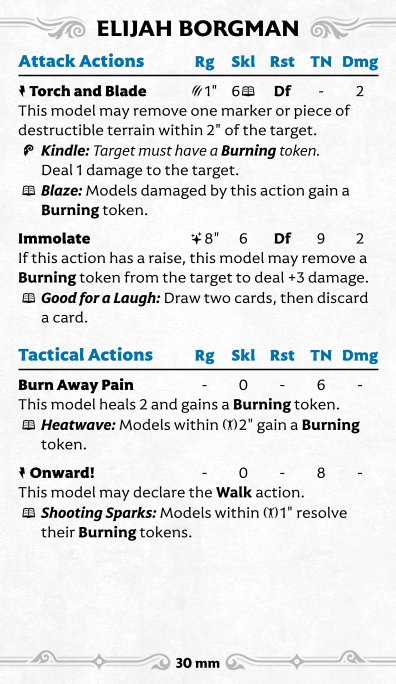 ELIJAH BORGMAN
Attack Actions Rg Skl Rst TN Dmg
Torch and Blade 1" 6 Df - 2
This model may remove one marker or piece of
destructible terrain within 2" of the target.
Kindle: Target must have a Burning token.
Deal 1 damage to the target.
Blaze: Models damaged by this action gain a
Burning token.
Immolate 8" 6 Df 9 2
If this action has a raise, this model may remove a
Burning token from the target to deal +3 damage.
Good for a Laugh: Draw two cards, then discard
a card.
Tactical Actions Rg Skl Rst TN Dmg
Burn Away Pain - 0 - 6 -
This model heals 2 and gains a Burning token.
Heatwave: Models within 2" gain a Burning
token.
Onward! - 0 - 8 -
This model may declare the Walk action.
Shooting Sparks: Models within 1" resolve
their Burning tokens.
30 mm